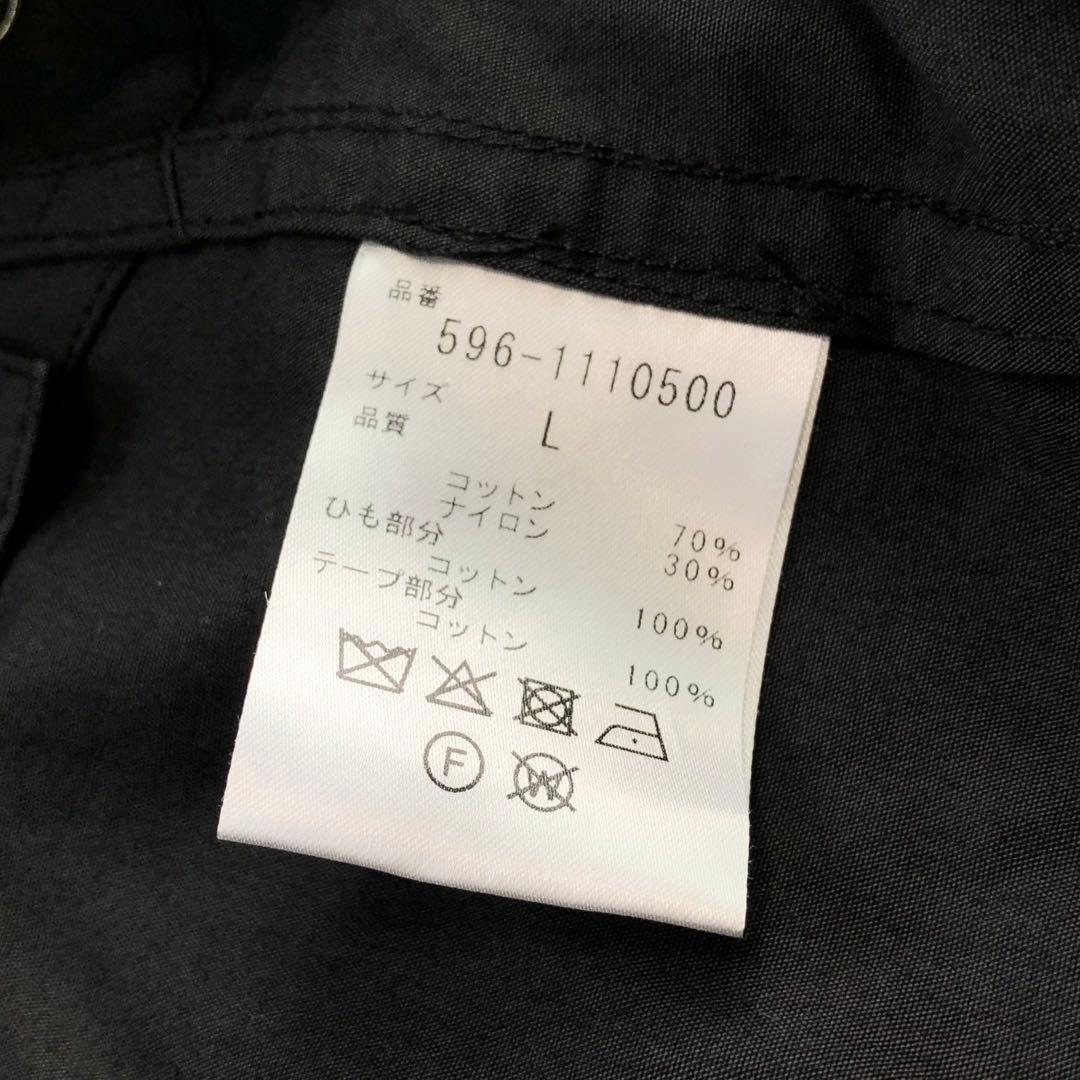 品番
596-1110500
サイズ
L
品質
コットン 70%
ナイロン 30%
ひも部分
コットン 100%
テープ部分
コットン 100%
F
W